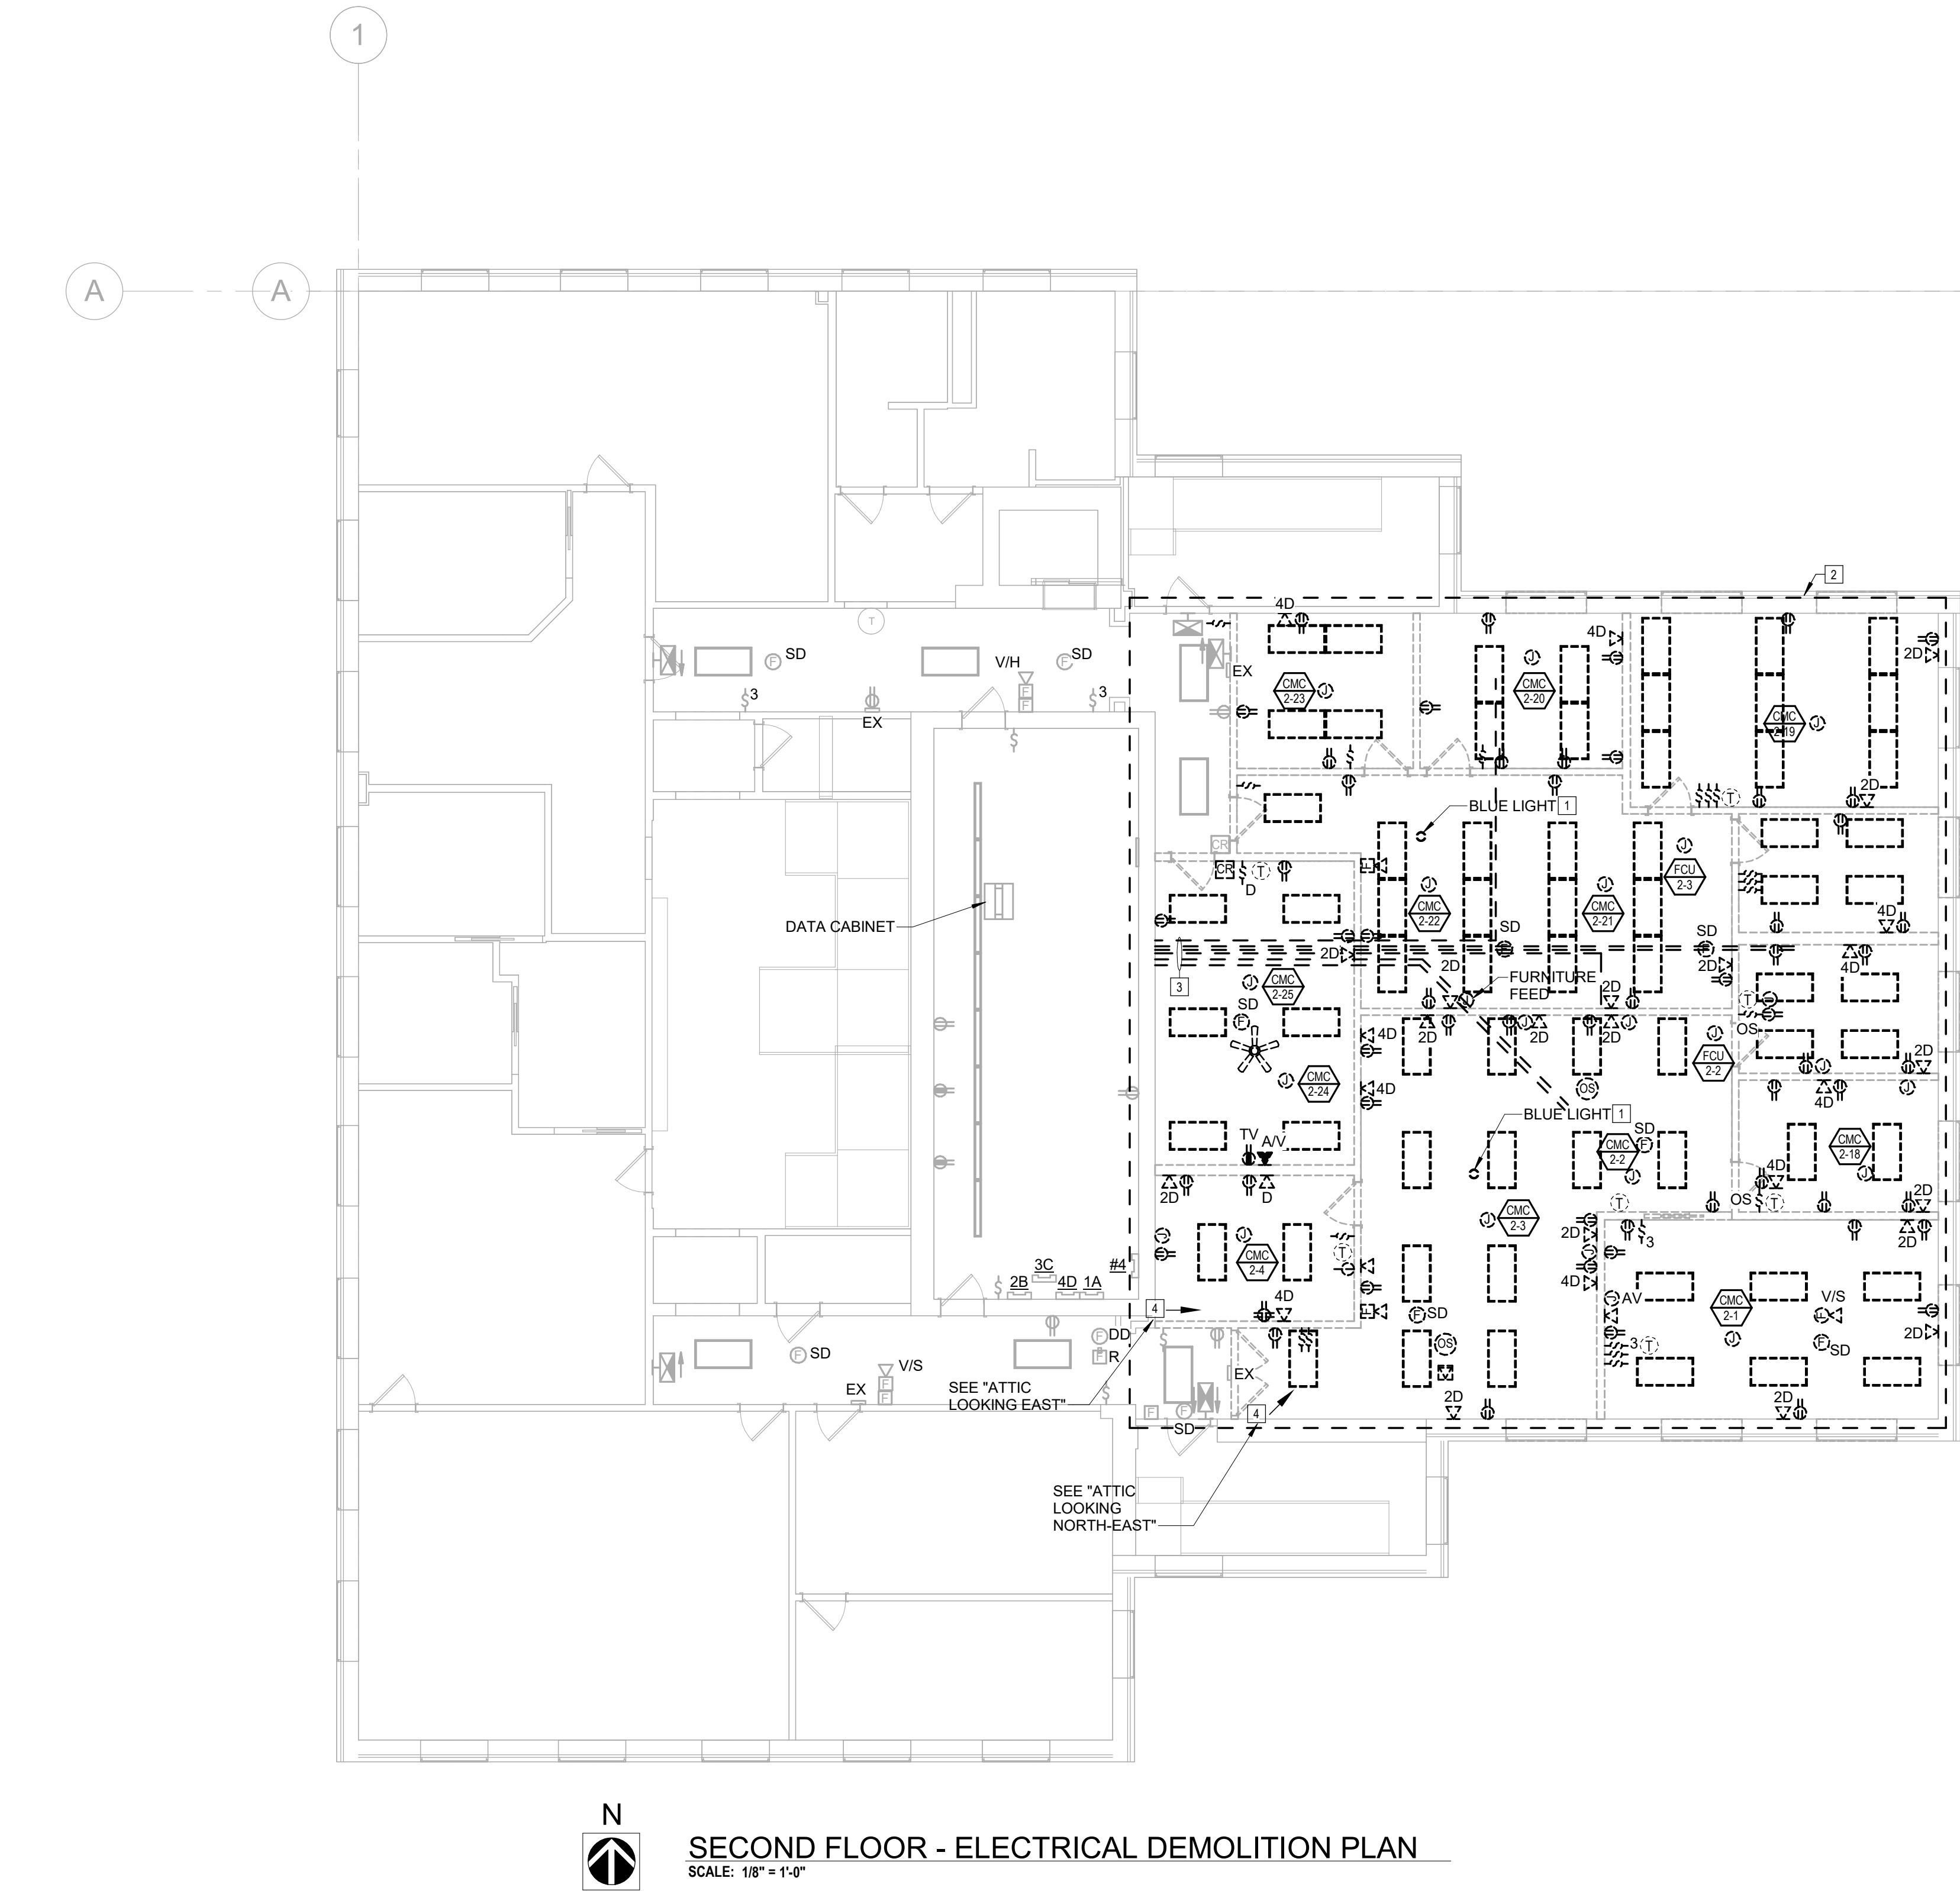 1
A
A
2
4D
SD
SD
V/H
3
3
EX
T
EX
CMC
2-23
J
4D
J
CMC
2-20
CMC
2-19
J
2D
2D
T
BLUE LIGHT 1
CR
CR
D
T
J
FCU
2-3
J
CMC
2-22
J
CMC
2-21
4D
DATA CABINET
SD
SD
2D
2D
2D
4D
3
CMC
2-25
J
SD
F
FURNITURE
FEED
2D
T
OS
2D
2D
2D
J
J
J
FCU
2-2
4D
4D
J
CMC
2-24
OS
2D
4D
BLUE LIGHT 1
SD
F
CMC
2-2
J
CMC
2-18
J
TV
A/V
2D
D
4D
OS
T
2D
T
J
CMC
2-3
2D
3
2D
J
J
CMC
2-4
T
3C
#4
2B
4D
1A
4
4D
4D
AV
CMC
2-1
J
V/S
F
SD
OS
3
T
F
SD
2D
F
DD
F
R
F
SD
V/S
F
F
EX
EX
SEE "ATTIC
LOOKING EAST"
4
F
F
SD
2D
2D
SEE "ATTIC
LOOKING
NORTH-EAST"
N
SECOND FLOOR - ELECTRICAL DEMOLITION PLAN
SCALE: 1/8" = 1'-0"